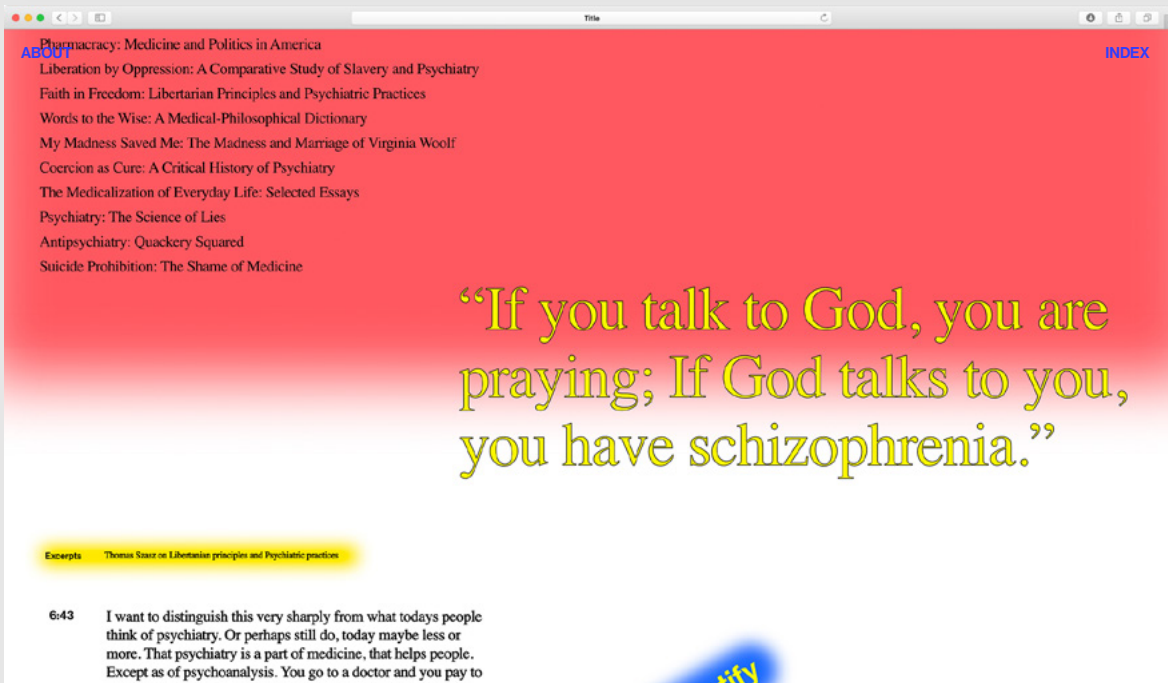 Title
ABOUT
INDEX
Pharmacracy: Medicine and Politics in America
Liberation by Oppression: A Comparative Study of Slavery and Psychiatry
Faith in Freedom: Libertarian Principles and Psychiatric Practices
Words to the Wise: A Medical-Philosophical Dictionary
My Madness Saved Me: The Madness and Marriage of Virginia Woolf
Coercion as Cure: A Critical History of Psychiatry
The Medicalization of Everyday Life: Selected Essays
Psychiatry: The Science of Lies
Antipsychiatry: Quackery Squared
Suicide Prohibition: The Shame of Medicine
“If you talk to God, you are
praying; If God talks to you,
you have schizophrenia.”
Excerpts Thomas Szasz on Libertanian principles and Psychiatric practices
6:43 I want to distinguish this very sharply from what todays people
think of psychiatry. Or perhaps still do, today maybe less or
more. That psychiatry is a part of medicine, that helps people.
Except as of psychoanalysis. You go to a doctor and you pay to